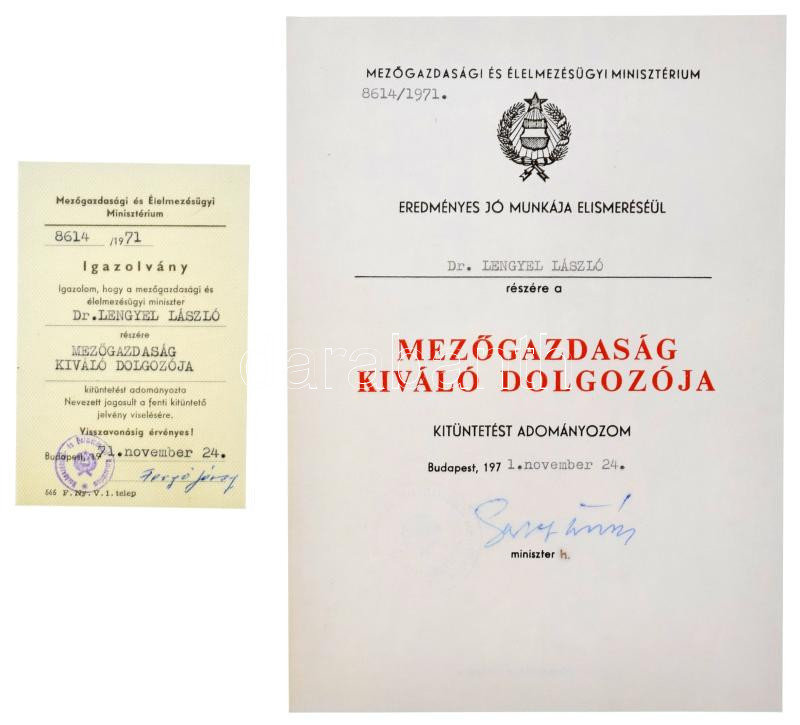 Mezőgazdasági és Élelmezésügyi
Minisztérium
8614 /1971
Igazolvány
Igazolom, hogy a mezőgazdasági és
élelmezésügyi miniszter
Dr.LENGYEL LÁSZLÓ
részére
MEZŐGAZDASÁG
KIVÁLÓ DOLGOZÓJA
kitüntetést adományozta
Nevezett jogosult a fenti kitüntető
jelvény viselésére.
Visszavonásig érvényes!
Budapest, 1971.november 24.
666 F. Ny. V. 1. telep
MEZŐGAZDASÁGI ÉS ÉLELMEZÉSÜGYI MINISZTÉRIUM
8614/1971.
EREDMÉNYES JÓ MUNKÁJA ELISMERÉSÉÜL
Dr. LENGYEL LÁSZLÓ
részére a
MEZŐGAZDASÁG
KIVÁLÓ DOLGOZÓJA
KITÜNTETÉST ADOMÁNYOZOM
Budapest, 1971.november 24.
miniszter h.